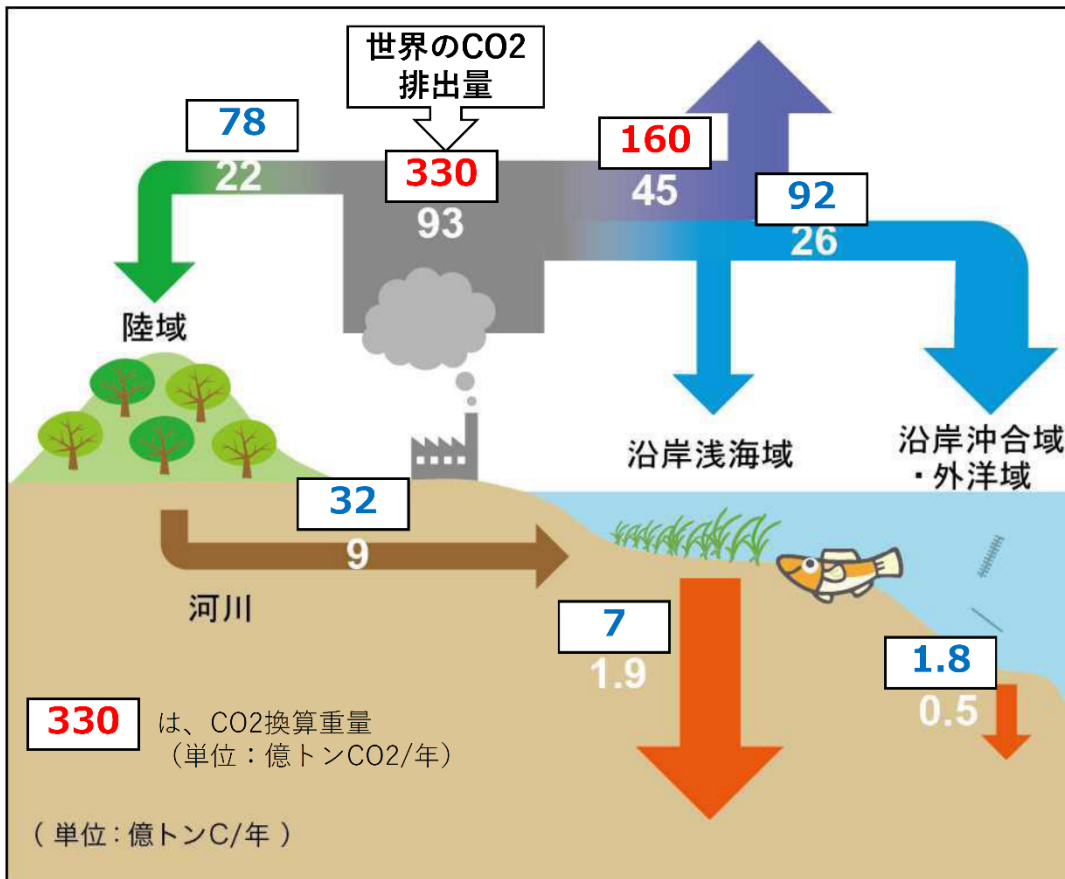 世界のCO2
排出量
78
22
330
93
160
45
92
26
陸域
沿岸浅海域
沿岸沖合域
・外洋域
32
9
河川
7
1.9
1.8
0.5
330 は、CO2換算重量
（単位：億トンCO2/年）
( 単位：億トンC/年 )